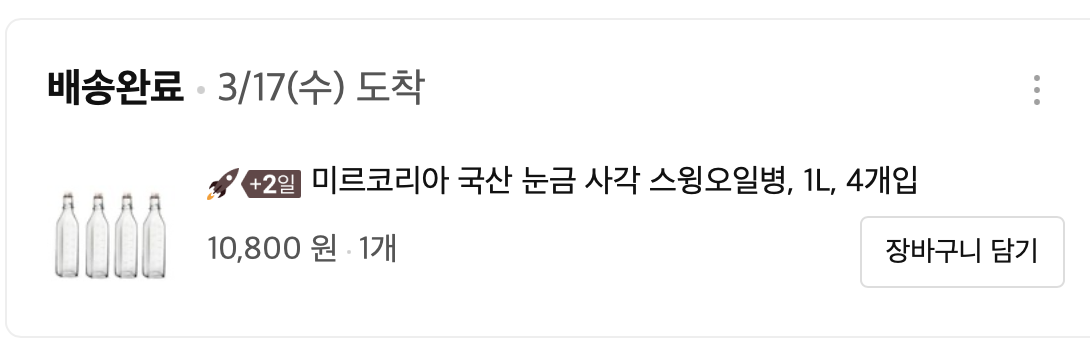 배송완료 • 3/17(수) 도착
+2일 미르코리아 국산 눈금 사각 스윙오일병, 1L, 4개입
10,800 원 · 1개
장바구니 담기